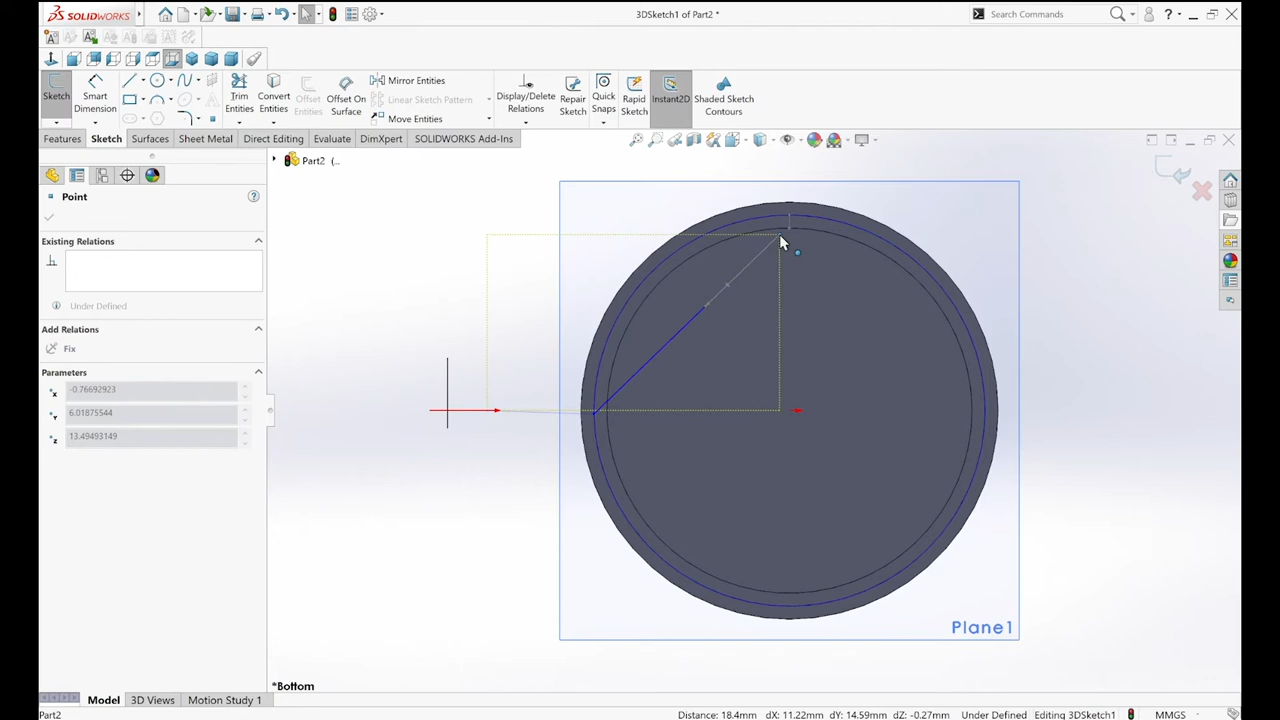 SOLIDWORKS
3DSketch1 of Part2 *
Search Commands
?
Sketch
Smart
Dimension
Trim
Entities
Convert
Entities
Offset
Entities
Offset On
Surface
Mirror Entities
Linear Sketch Pattern
Move Entities
Display/Delete
Relations
Repair
Sketch
Quick
Snaps
Rapid
Sketch
Instant2D
Shaded Sketch
Contours
Features
Sketch
Surfaces
Sheet Metal
Direct Editing
Evaluate
DimXpert
SOLIDWORKS Add-Ins
Part2 (..
Point
?
Existing Relations
Under Defined
Add Relations
Fix
Parameters
x
-0.76692923
Y
6.01875544
z
13.49493149
Plane1
*Bottom
Model
3D Views
Motion Study 1
Part2
Distance: 18.4mm dX: 11.22mm dY: 14.59mm dZ: -0.27mm
Under Defined
Editing 3DSketch1
MMGS